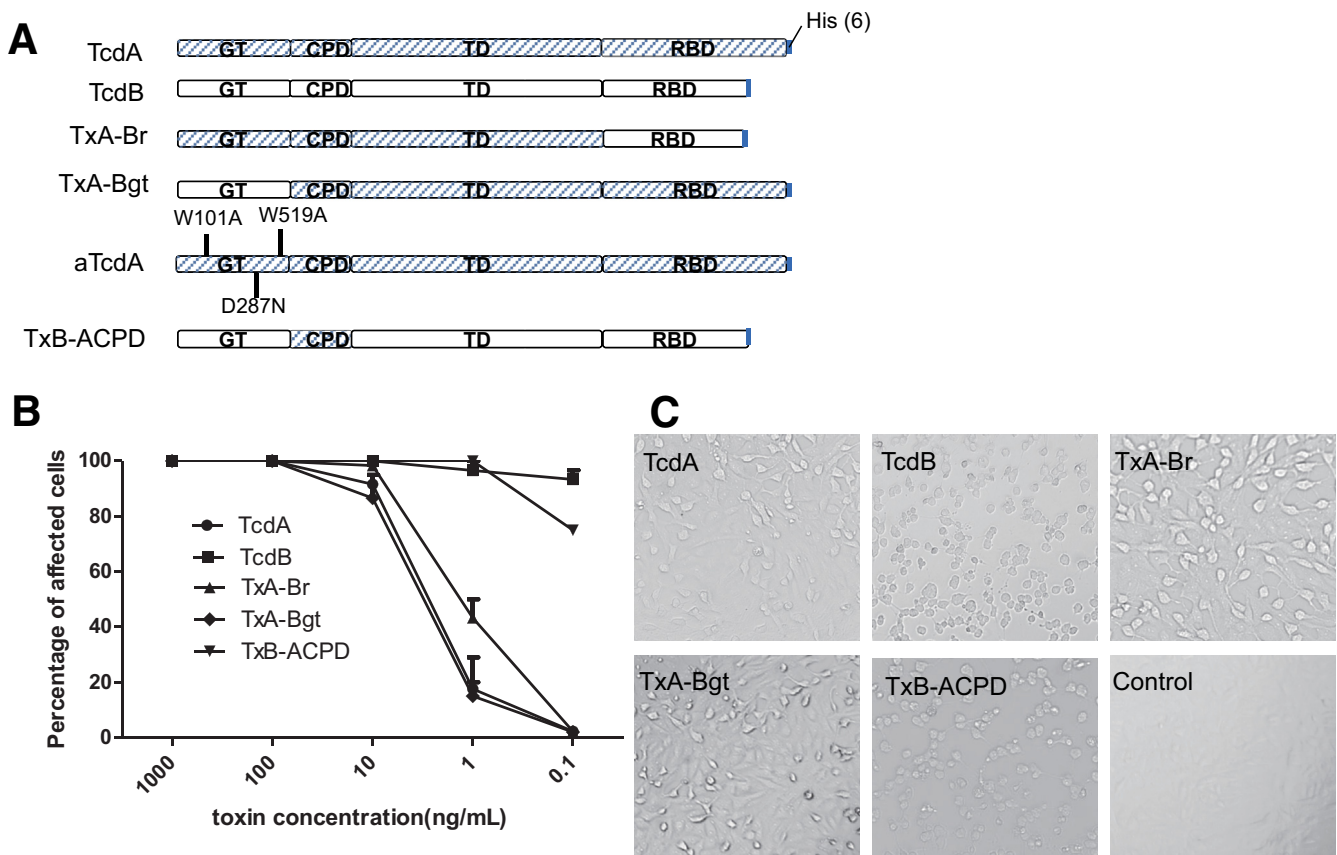 A
His (6)
TcdA GT CPD TD RBD
TcdB GT CPD TD RBD
TxA-Br GT CPD TD RBD
TxA-Bgt GT CPD TD RBD
W101A W519A
aTcdA GT CPD TD RBD
D287N
TxB-ACPD GT CPD TD RBD
B
Percentage of affected cells
100
80
60
40
20
0
TcdA
TcdB
TxA-Br
TxA-Bgt
TxB-ACPD
1000 100 10 1 0.1
toxin concentration(ng/mL)
C
TcdA TcdB TxA-Br
TxA-Bgt TxB-ACPD Control